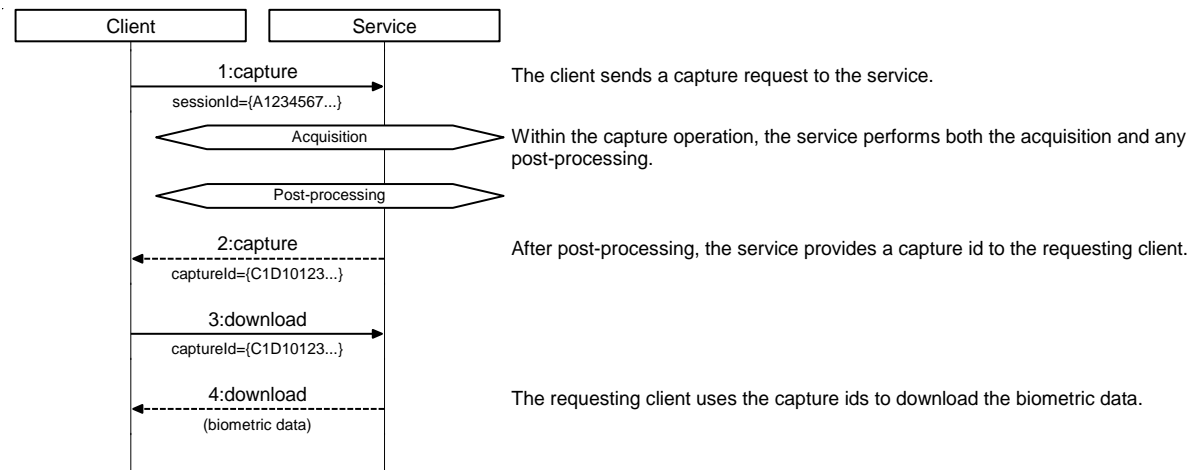 Client
Service
1:capture
The client sends a capture request to the service.
sessionId={A1234567...}
Acquisition
Within the capture operation, the service performs both the acquisition and any
post-processing.
Post-processing
2:capture
After post-processing, the service provides a capture id to the requesting client.
captureId={C1D10123...}
3:download
captureId={C1D10123...}
4:download
The requesting client uses the capture ids to download the biometric data.
(biometric data)